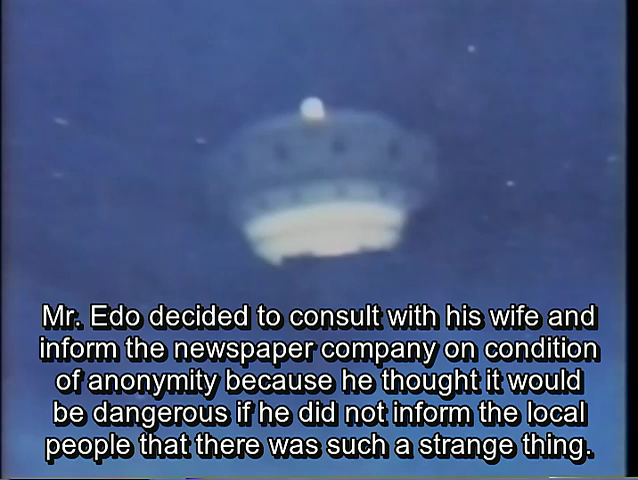 Mr. Edo decided to consult with his wife and
inform the newspaper company on condition
of anonymity because he thought it would
be dangerous if he did not inform the local
people that there was such a strange thing.